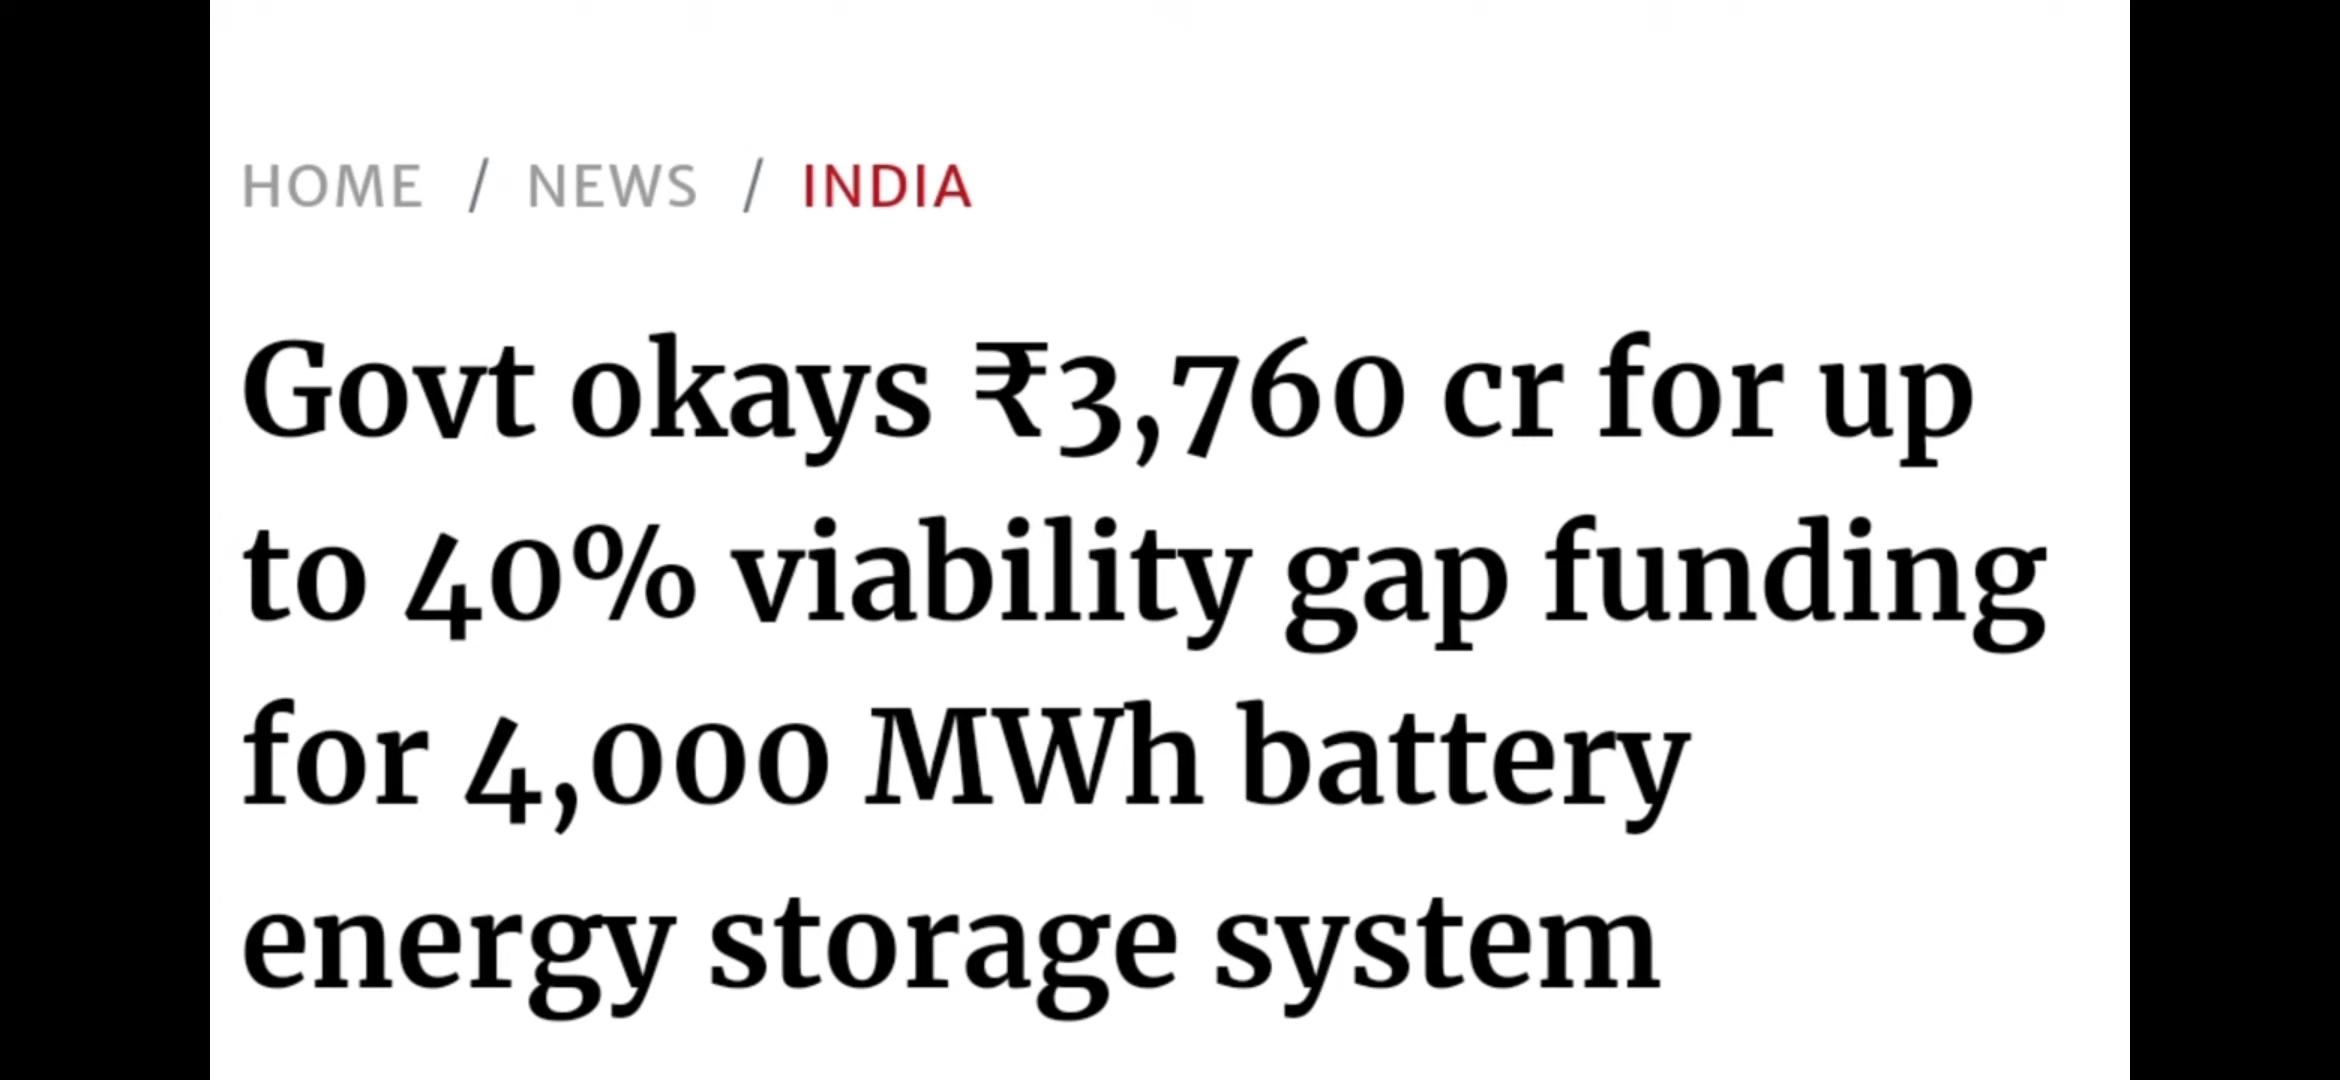 HOME / NEWS / INDIA
Govt okays ₹3,760 cr for up
to 40% viability gap funding
for 4,000 MWh battery
energy storage system